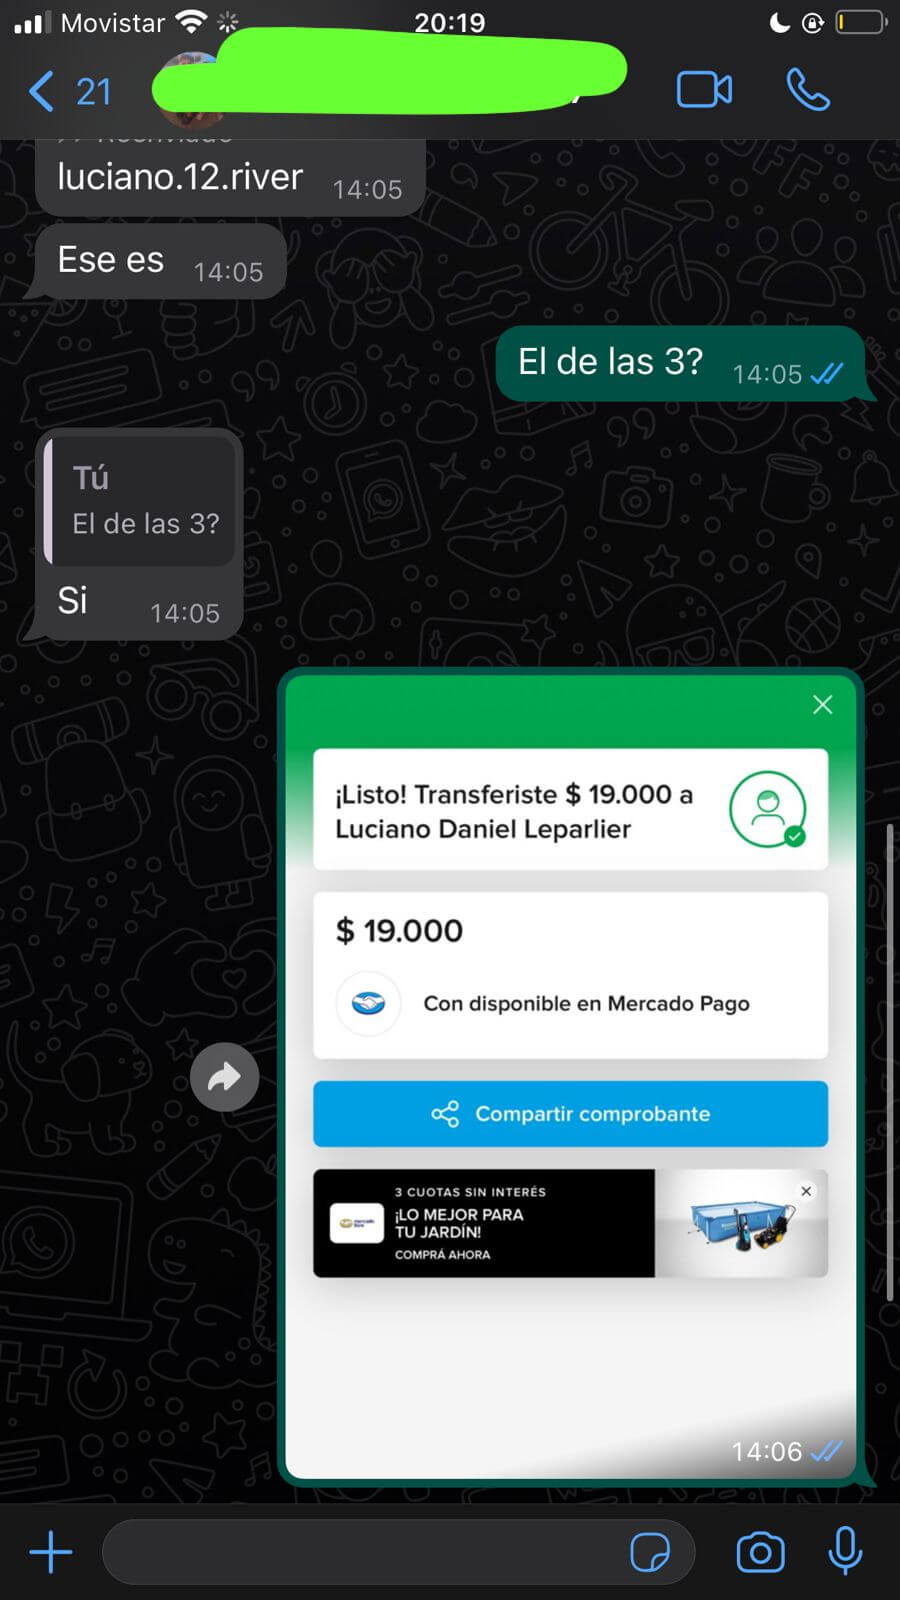 Movistar
20:19
21
luciano.12.river
14:05
Ese es
14:05
El de las 3?
14:05
Tú
El de las 3?
Si
14:05
¡Listo! Transferiste $ 19.000 a
Luciano Daniel Leparlier
$ 19.000
Con disponible en Mercado Pago
Compartir comprobante
3 CUOTAS SIN INTERÉS
¡LO MEJOR PARA
TU JARDÍN!
COMPRÁ AHORA
14:06